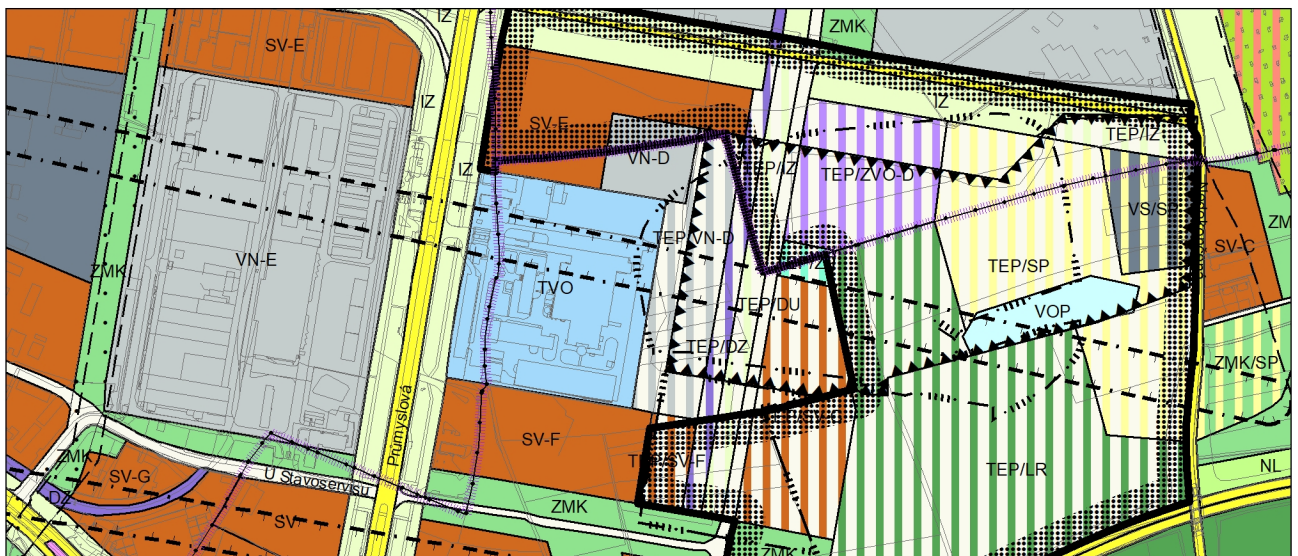 IZ
ZMK
SV-E
IZ
IZ
SV-E
TEP/IZ
VN-D
IZ
TEP/IZ
TEP/ZVO-D
VS/SP
TEP/VN-D
SV-C
ZMK
VN-E
TVO
TEP/SP
TEP/DU
VOP
TEP/DZ
ZMK/SP
Průmyslová
SV-F
ZMK
TEP/SV-F
TEP/LR
NL
SV-G
U Stavoservisu
DZ
ZMK
SV
ZMK